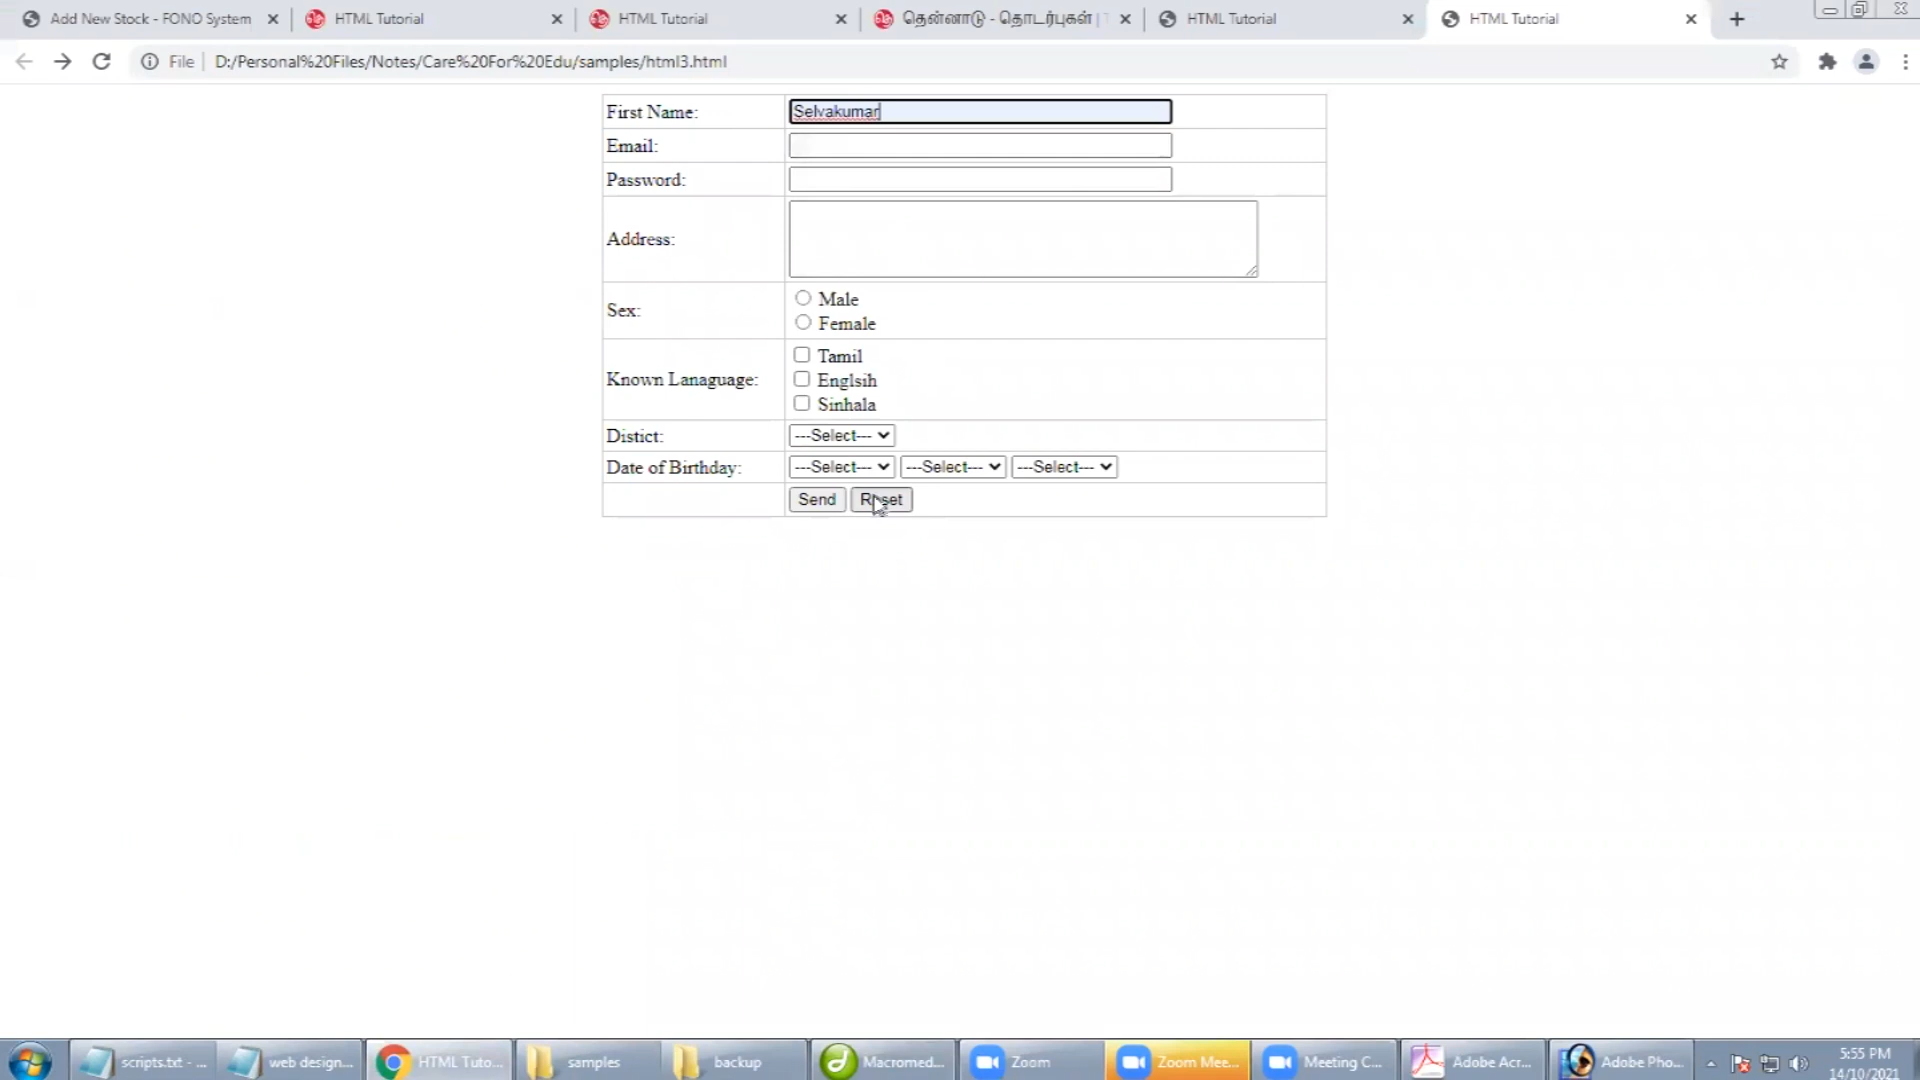 Add New Stock - FONO System
HTML Tutorial
HTML Tutorial
தென்னாடு - தொடர்புகள் |
HTML Tutorial
HTML Tutorial
File
D:/Personal%20Files/Notes/Care%20For%20Edu/samples/html3.html
First Name:
Selvakumar
Email:
Password:
Address:
Sex:
Male
Female
Known Lanaguage:
Tamil
Englsih
Sinhala
Distict:
---Select---
Date of Birthday:
---Select--- ---Select--- ---Select---
Send Reset
scripts.txt - ...
web design...
HTML Tuto...
samples
backup
Macromed...
Zoom
Zoom Mee...
Meeting C...
Adobe Acr...
Adobe Pho...
5:55 PM
14/10/2021